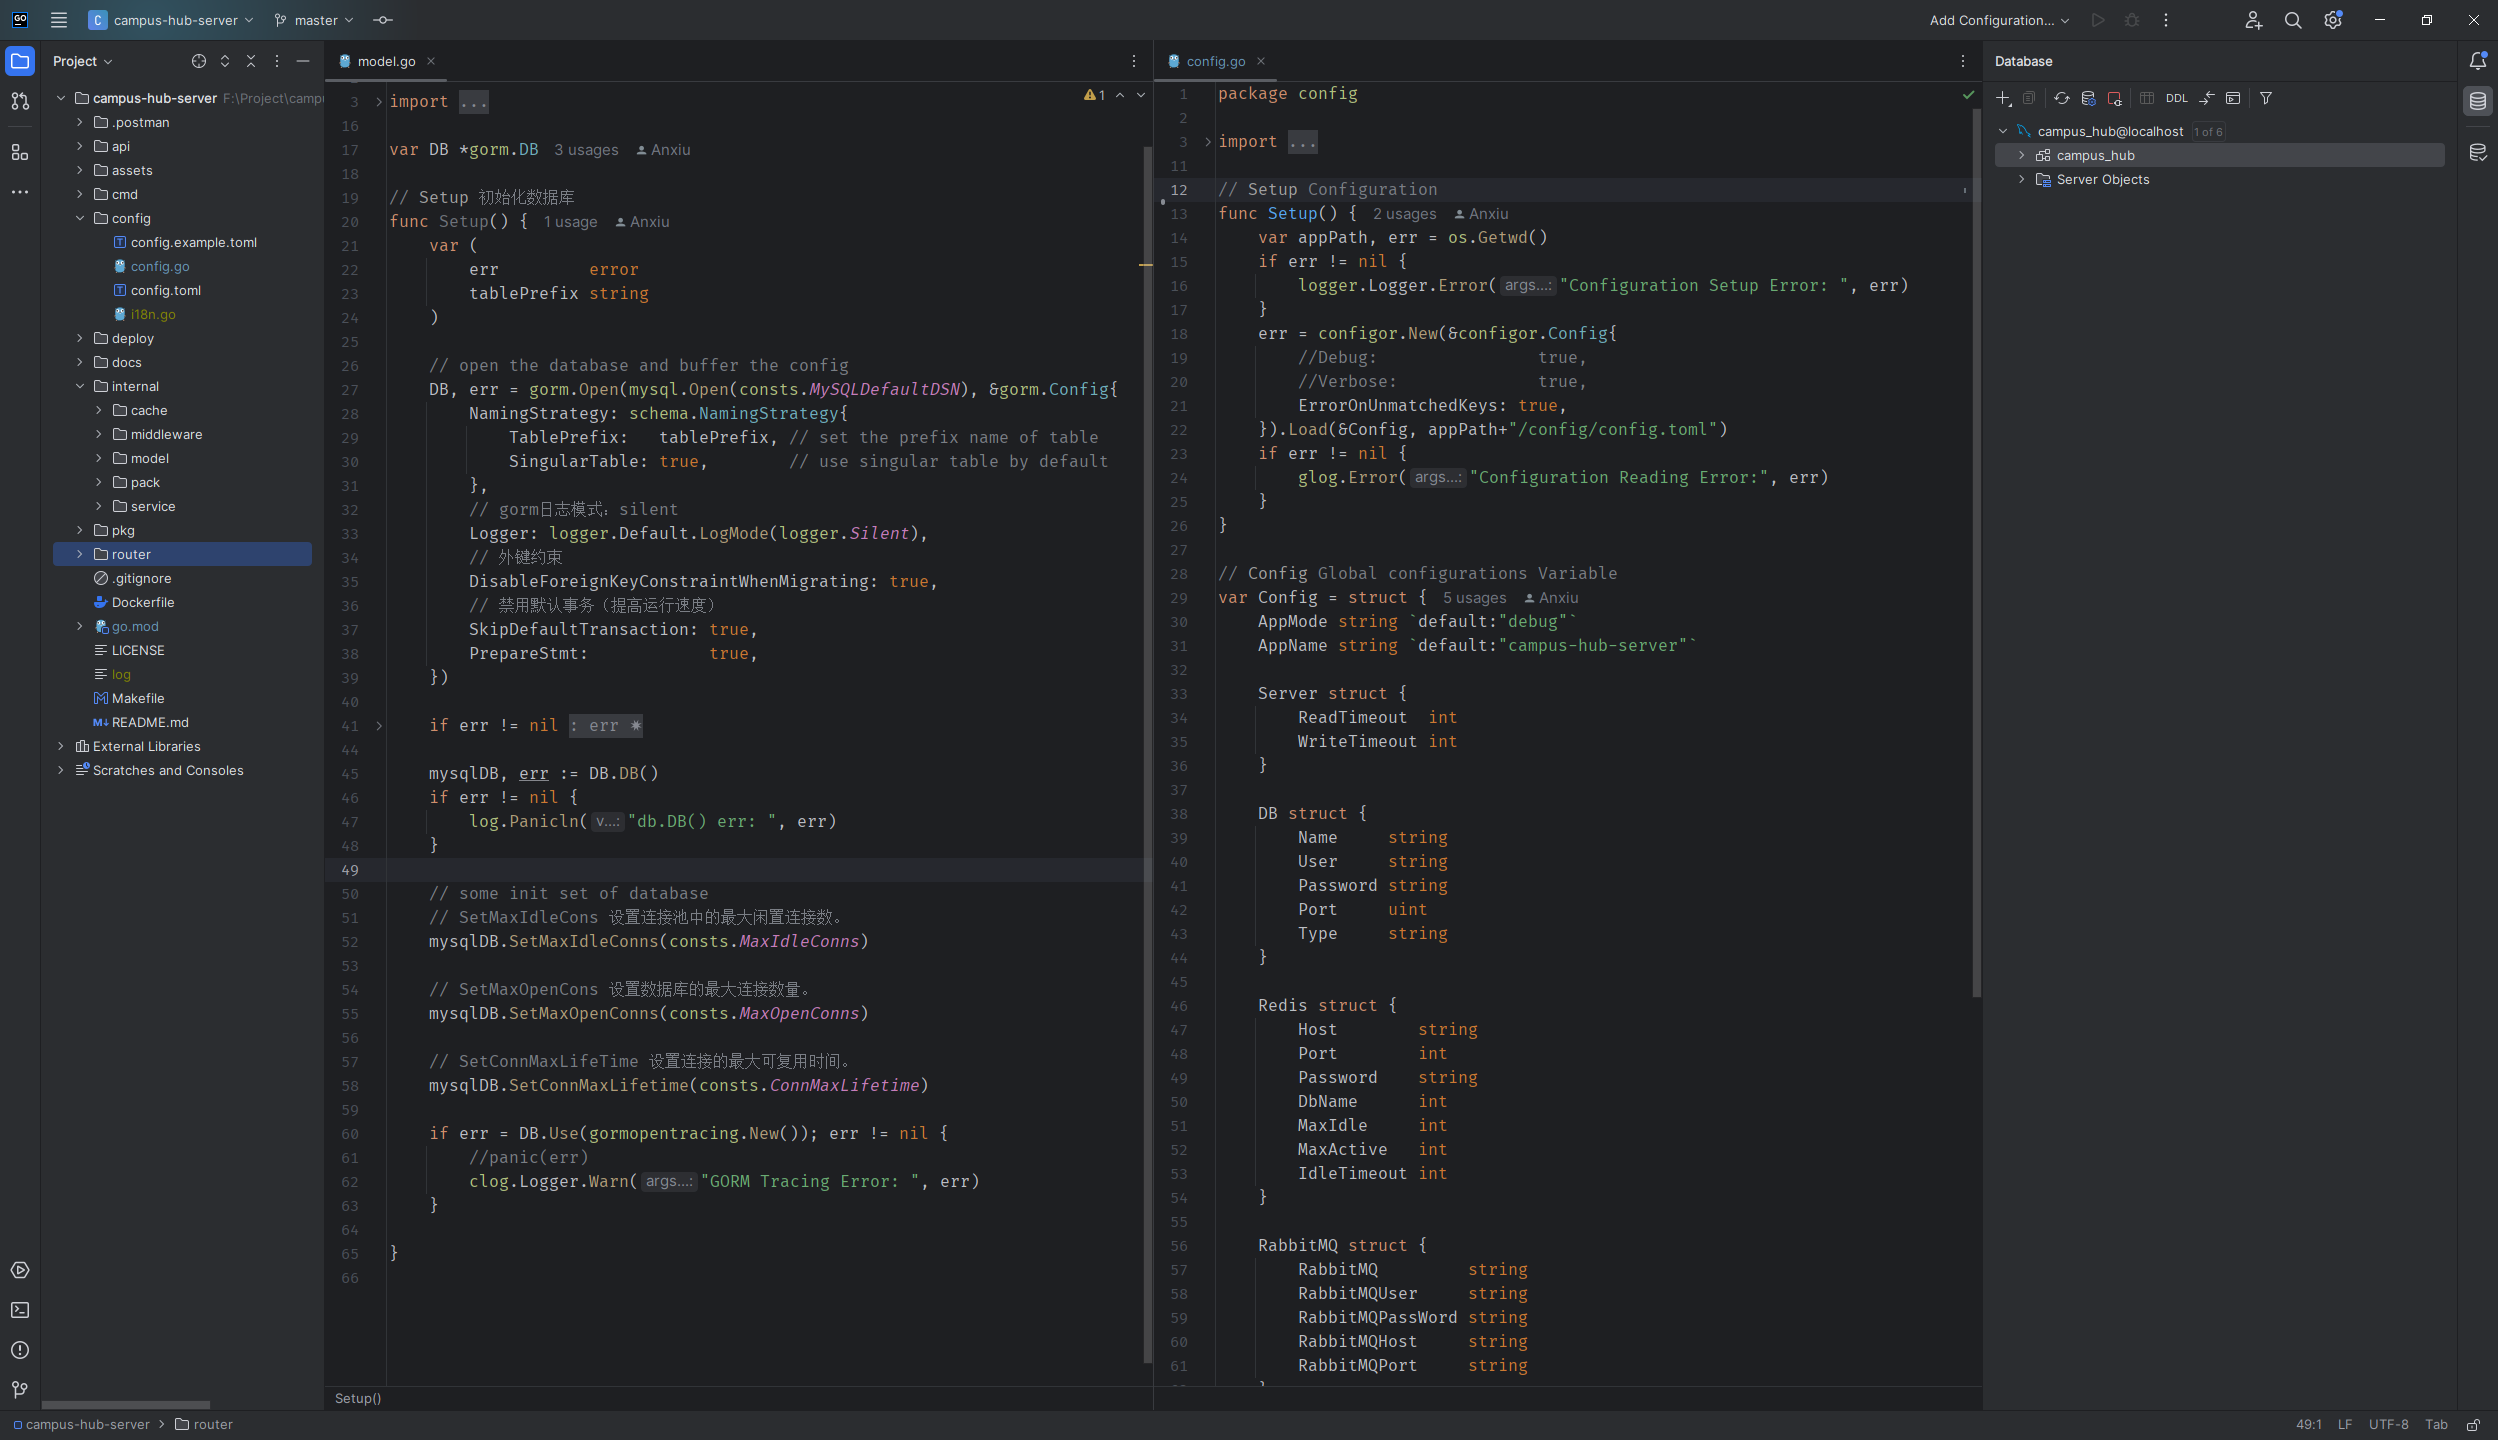 GO
C campus-hub-server
master
Add Configuration...
Project
campus-hub-server F:\Project\campu
.postman
api
assets
cmd
config
config.example.toml
config.go
config.toml
i18n.go
deploy
docs
internal
cache
middleware
model
pack
service
pkg
router
.gitignore
Dockerfile
go.mod
LICENSE
log
Makefile
README.md
External Libraries
Scratches and Consoles
model.go
1
3 import ...
16
17 var DB *gorm.DB 3 usages Anxiu
18
19 // Setup 初始化数据库
20 func Setup() { 1 usage Anxiu
21 var (
22 err error
23 tablePrefix string
24 )
25
26 // open the database and buffer the config
27 DB, err = gorm.Open(mysql.Open(consts.MySQLDefaultDSN), &gorm.Config{
28 NamingStrategy: schema.NamingStrategy{
29 TablePrefix: tablePrefix, // set the prefix name of table
30 SingularTable: true, // use singular table by default
31 },
32 // gorm日志模式：silent
33 Logger: logger.Default.LogMode(logger.Silent),
34 // 外键约束
35 DisableForeignKeyConstraintWhenMigrating: true,
36 // 禁用默认事务（提高运行速度）
37 SkipDefaultTransaction: true,
38 PrepareStmt: true,
39 })
40
41 if err != nil : err
44
45 mysqlDB, err := DB.DB()
46 if err != nil {
47 log.Panicln( v...: "db.DB() err: ", err)
48 }
49
50 // some init set of database
51 // SetMaxIdleCons 设置连接池中的最大闲置连接数。
52 mysqlDB.SetMaxIdleConns(consts.MaxIdleConns)
53
54 // SetMaxOpenCons 设置数据库的最大连接数量。
55 mysqlDB.SetMaxOpenConns(consts.MaxOpenConns)
56
57 // SetConnMaxLifeTime 设置连接的最大可复用时间。
58 mysqlDB.SetConnMaxLifetime(consts.ConnMaxLifetime)
59
60 if err = DB.Use(gormopentracing.New()); err != nil {
61 //panic(err)
62 clog.Logger.Warn( args...: "GORM Tracing Error: ", err)
63 }
64
65 }
66
Setup()
config.go
1 package config
2
3 import ...
11
12 // Setup Configuration
13 func Setup() { 2 usages Anxiu
14 var appPath, err = os.Getwd()
15 if err != nil {
16 logger.Logger.Error( args...: "Configuration Setup Error: ", err)
17 }
18 err = configor.New(&configor.Config{
19 //Debug: true,
20 //Verbose: true,
21 ErrorOnUnmatchedKeys: true,
22 }).Load(&Config, appPath+"/config/config.toml")
23 if err != nil {
24 glog.Error( args...: "Configuration Reading Error:", err)
25 }
26 }
27
28 // Config Global configurations Variable
29 var Config = struct { 5 usages Anxiu
30 AppMode string `default:"debug"`
31 AppName string `default:"campus-hub-server"`
32
33 Server struct {
34 ReadTimeout int
35 WriteTimeout int
36 }
37
38 DB struct {
39 Name string
40 User string
41 Password string
42 Port uint
43 Type string
44 }
45
46 Redis struct {
47 Host string
48 Port int
49 Password string
50 DbName int
51 MaxIdle int
52 MaxActive int
53 IdleTimeout int
54 }
55
56 RabbitMQ struct {
57 RabbitMQ string
58 RabbitMQUser string
59 RabbitMQPassWord string
60 RabbitMQHost string
61 RabbitMQPort string
Database
DDL
campus_hub@localhost 1 of 6
campus_hub
Server Objects
campus-hub-server > router
49:1 LF UTF-8 Tab